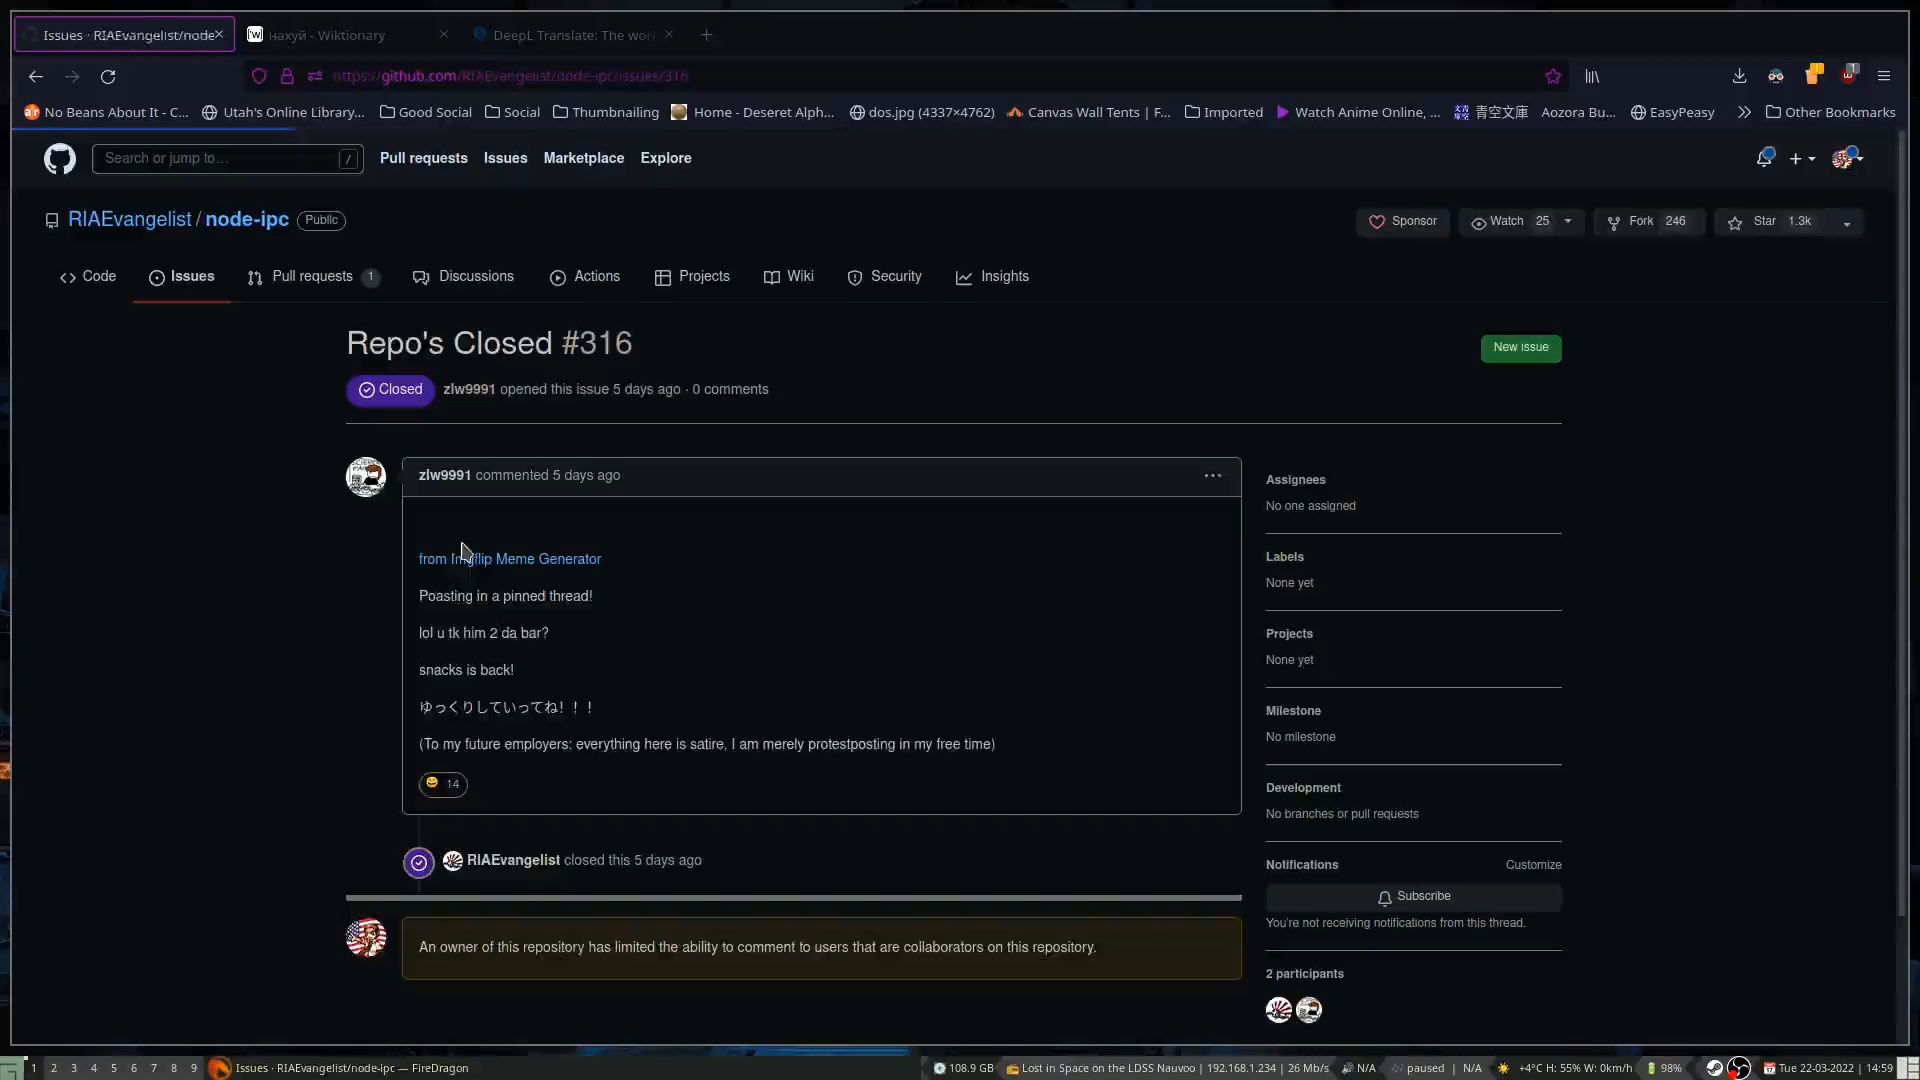 Issues · RIAEvangelist/node
нахуй - Wiktionary
DeepL Translate: The wor
https://github.com/RIAEvangelist/node-ipc/issues/316
No Beans About It - C...
Utah's Online Library...
Good Social
Social
Thumbnailing
Home - Deseret Alph...
dos.jpg (4337×4762)
Canvas Wall Tents | F...
Imported
Watch Anime Online, ...
青空文庫 Aozora Bu...
EasyPeasy
Other Bookmarks
Search or jump to... /
Pull requests
Issues
Marketplace
Explore
RIAEvangelist / node-ipc Public
Sponsor
Watch 25
Fork 246
Star 1.3k
Code
Issues
Pull requests 1
Discussions
Actions
Projects
Wiki
Security
Insights
Repo's Closed #316
New issue
Closed
zlw9991 opened this issue 5 days ago · 0 comments
zlw9991 commented 5 days ago
from Imgflip Meme Generator
Poasting in a pinned thread!
lol u tk him 2 da bar?
snacks is back!
ゆっくりしていってね！！！
(To my future employers: everything here is satire, I am merely protestposting in my free time)
14
RIAEvangelist closed this 5 days ago
An owner of this repository has limited the ability to comment to users that are collaborators on this repository.
Assignees
No one assigned
Labels
None yet
Projects
None yet
Milestone
No milestone
Development
No branches or pull requests
Notifications
Customize
Subscribe
You're not receiving notifications from this thread.
2 participants
1 2 3 4 5 6 7 8 9
Issues · RIAEvangelist/node-ipc — FireDragon
108.9 GB
Lost in Space on the LDSS Nauvoo | 192.168.1.234 | 26 Mb/s
N/A
paused | N/A
+4°C H: 55% W: 0km/h
98%
Tue 22-03-2022 | 14:59